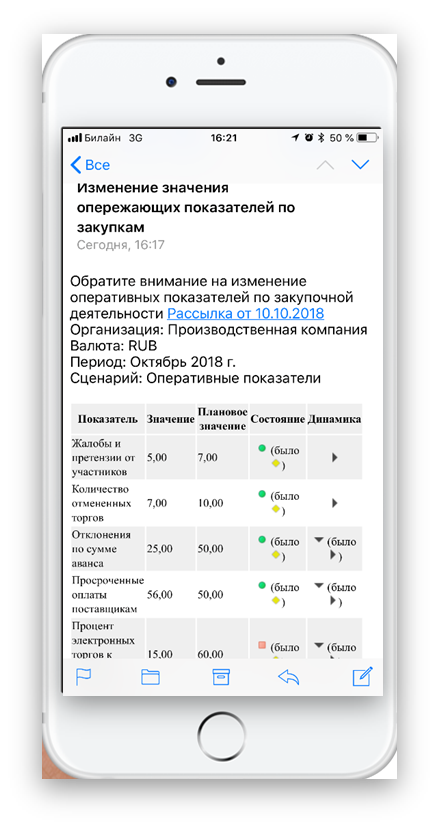 Билайн 3G 16:21 50 %
Все
Изменение значения
опережающих показателей по
закупкам
Сегодня, 16:17
Обратите внимание на изменение
оперативных показателей по закупочной
деятельности Рассылка от 10.10.2018
Организация: Производственная компания
Валюта: RUB
Период: Октябрь 2018 г.
Сценарий: Оперативные показатели
Показатель Значение Плановое значение Состояние Динамика
Жалобы и
претензии от
участников
5,00 7,00 (было )
Количество
отмененных
торгов
7,00 10,00 (было )
Отклонения
по сумме
аванса
25,00 50,00 (было ) (было )
Просроченные
оплаты
поставщикам
56,00 50,00 (было ) (было )
Процент
электронных
торгов к
15,00 60,00 (было (было